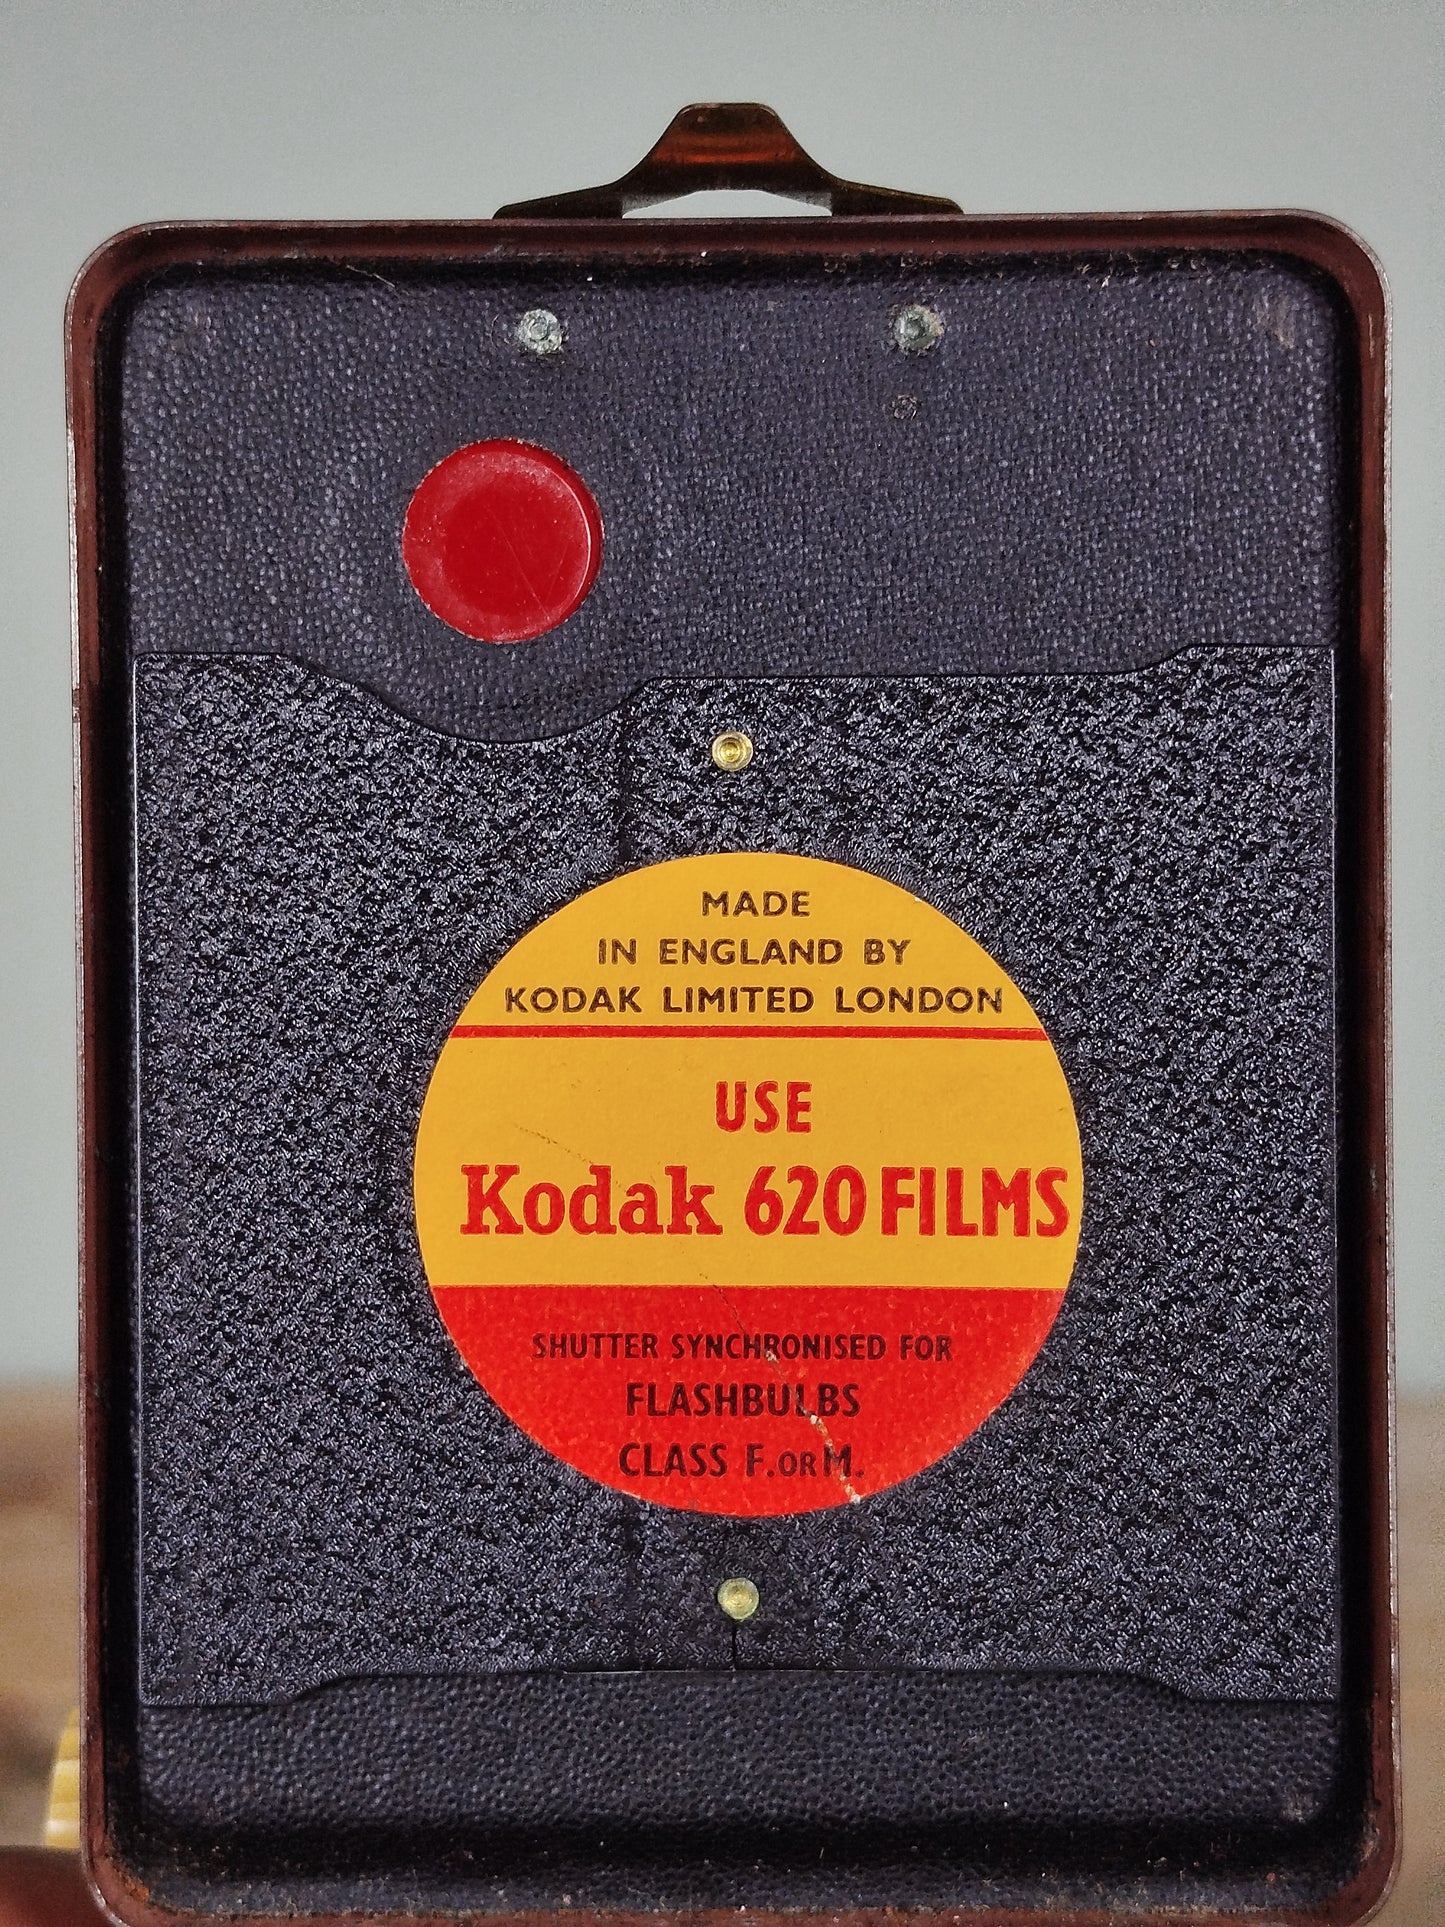 MADE
IN ENGLAND BY
KODAK LIMITED LONDON
USE
Kodak 620 FILMS
SHUTTER SYNCHRONISED FOR
FLASHBULBS
CLASS F. OR M.